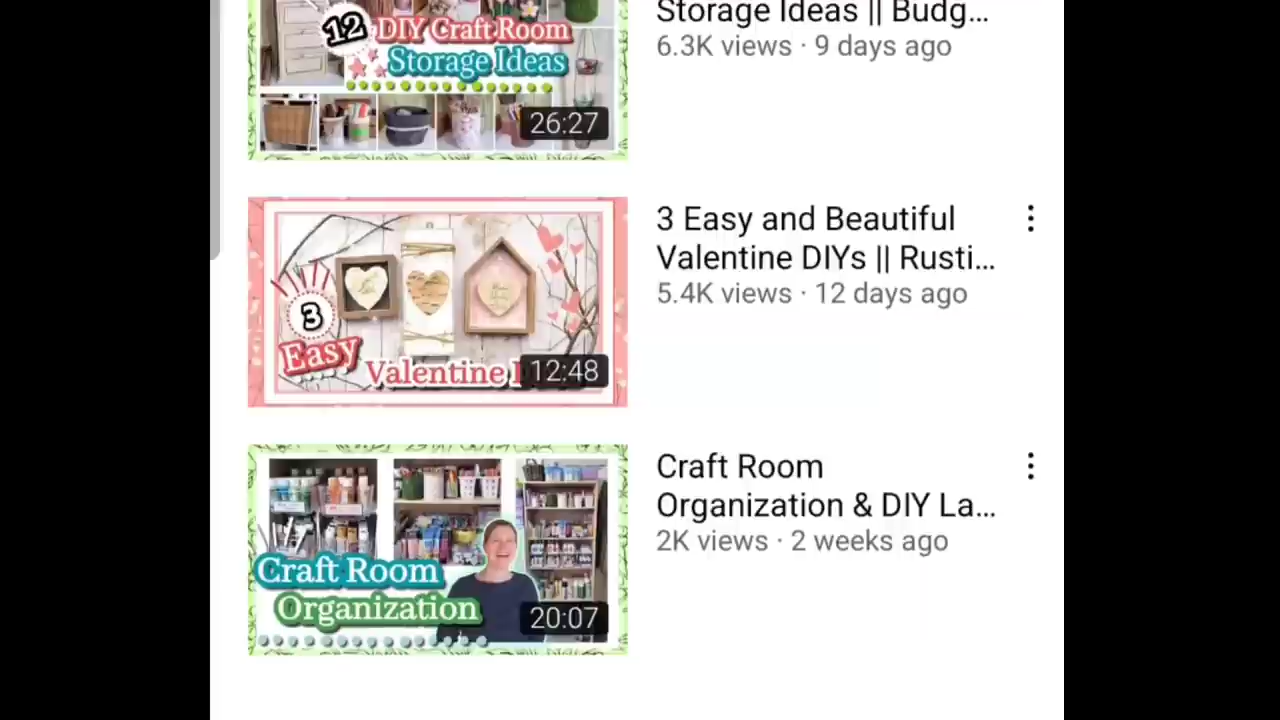 12 DIY Craft Room
Storage Ideas
26:27
Storage Ideas || Budg...
6.3K views · 9 days ago
3
Easy
Valentine
12:48
3 Easy and Beautiful
Valentine DIYs || Rusti...
5.4K views · 12 days ago
Craft Room
Organization
20:07
Craft Room
Organization & DIY La...
2K views · 2 weeks ago